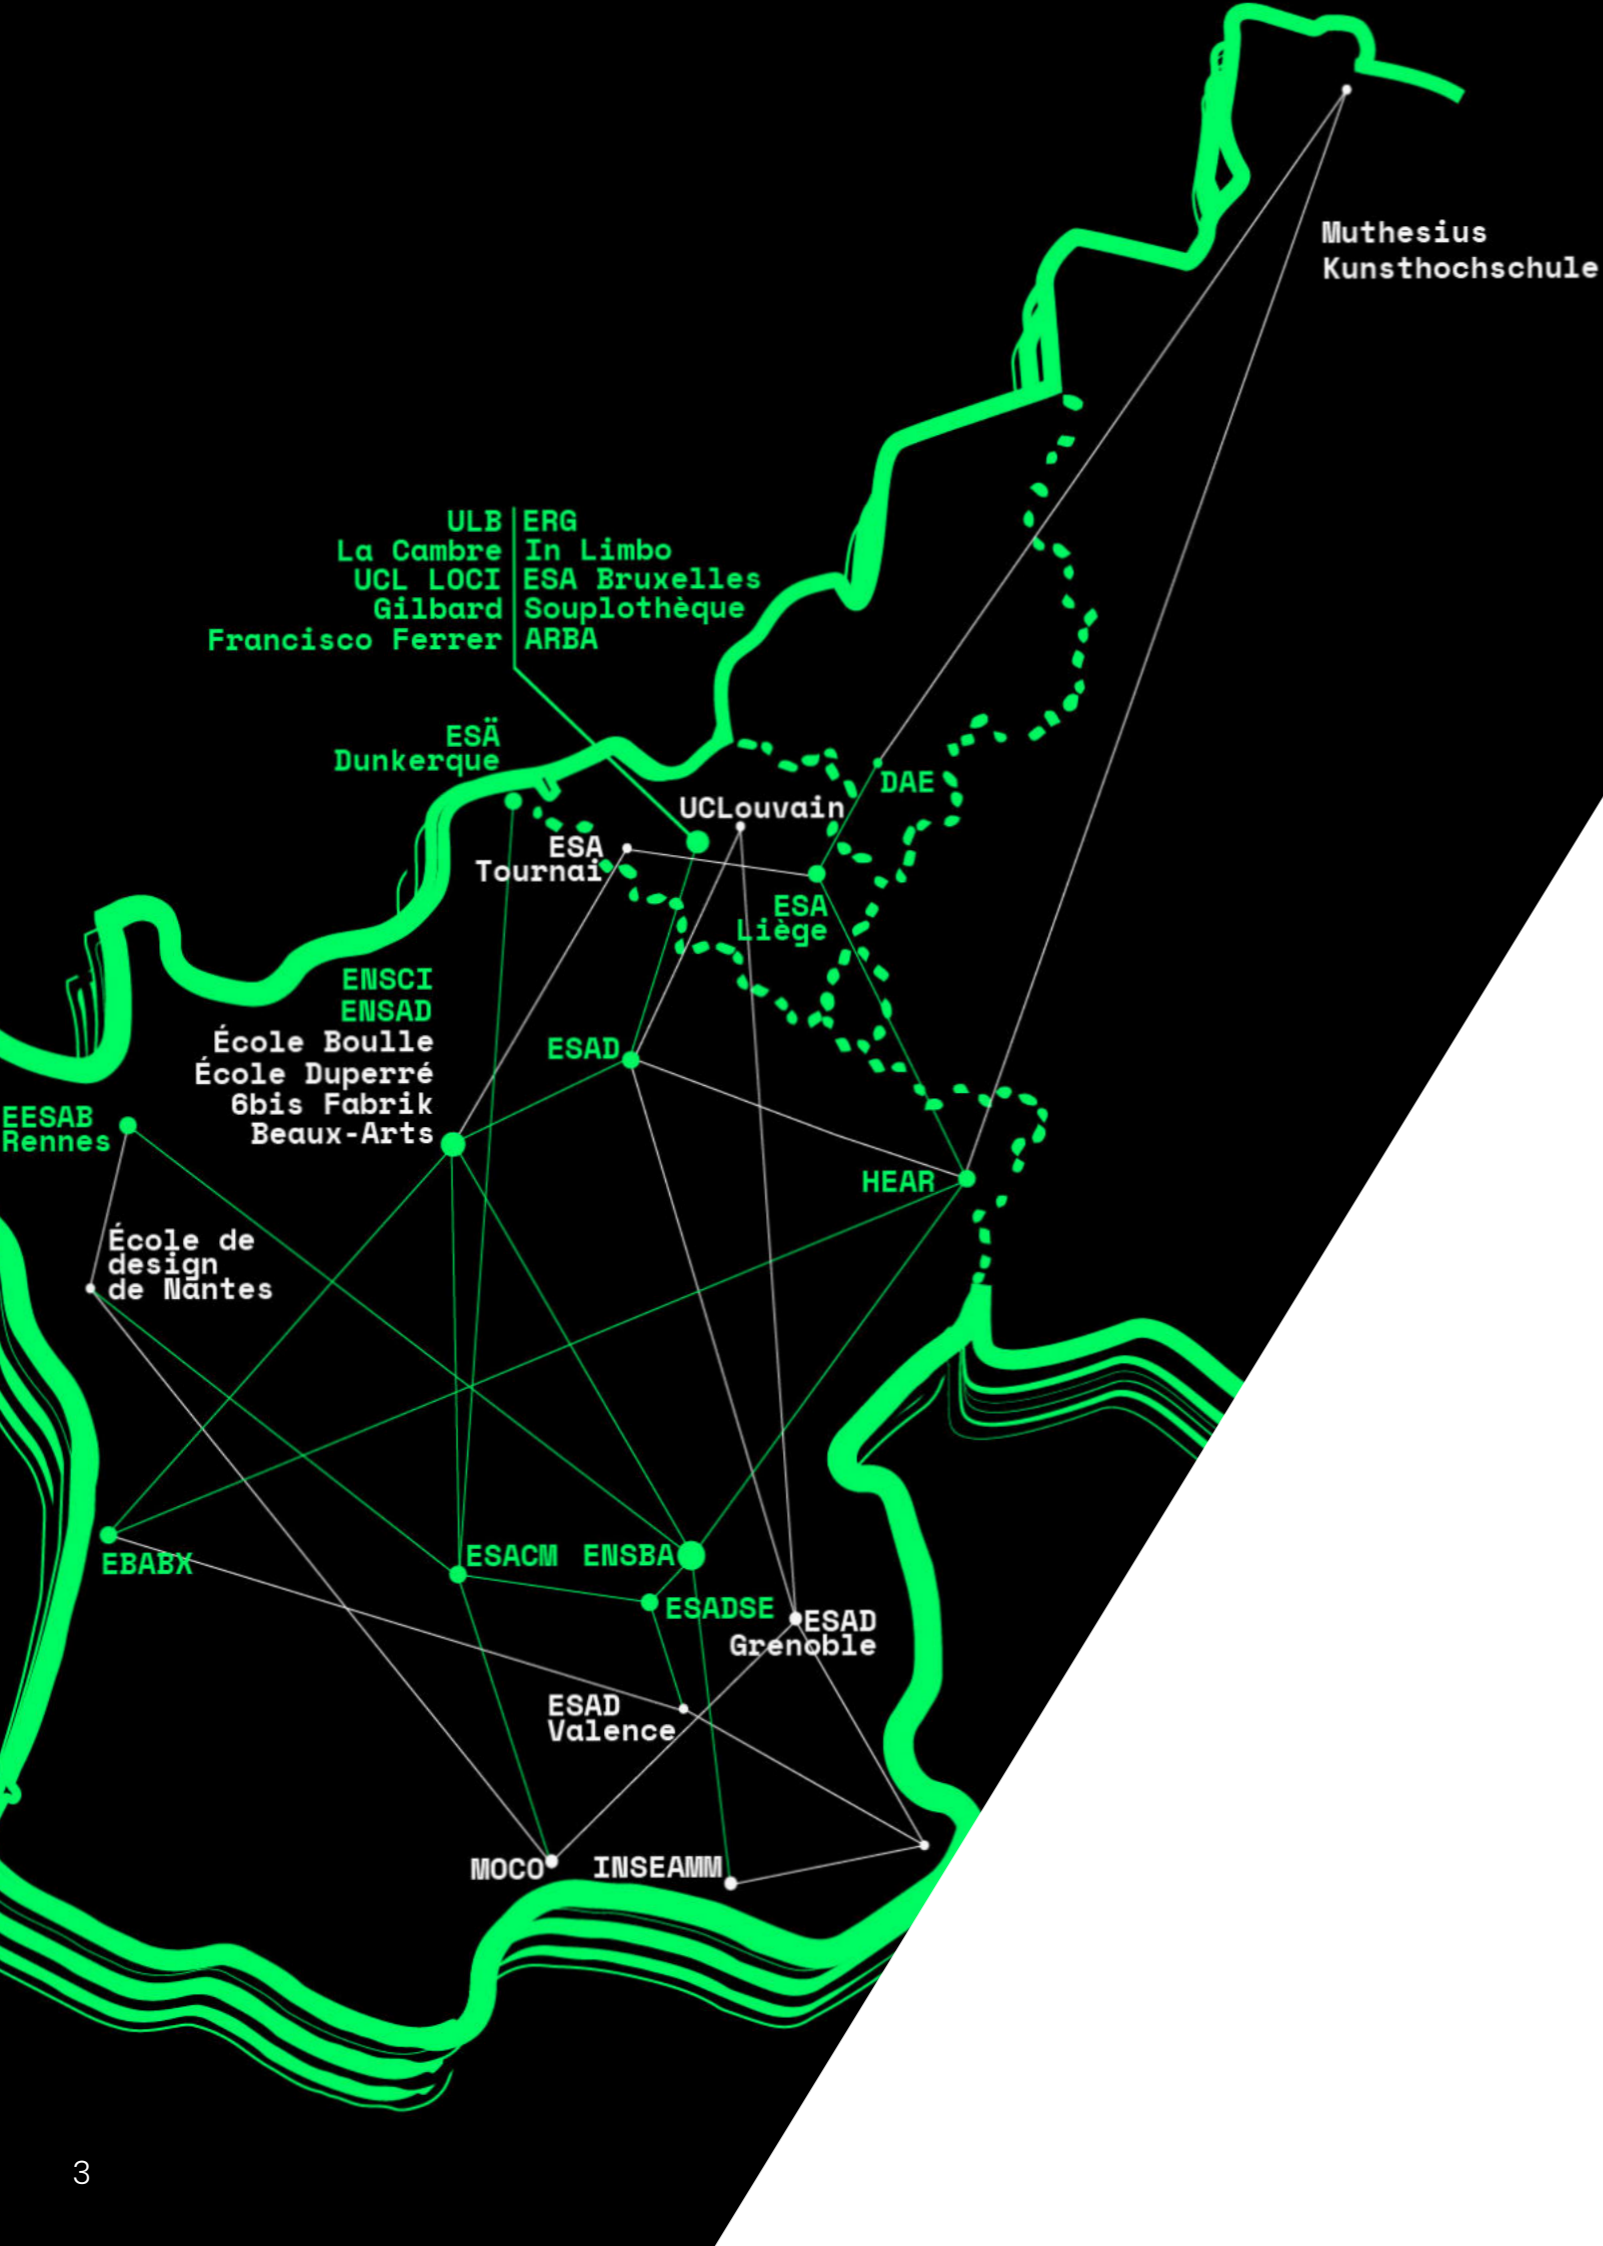 Muthesius
Kunsthochschule
ULB
La Cambre
UCL LOCI
Gilbard
Francisco Ferrer
ERG
In Limbo
ESA Bruxelles
Souplothèque
ARBA
ESÄ
Dunkerque
DAE
UCLouvain
ESA
Tournai
ESA
Liège
ENSCI
ENSAD
École Boulle
École Duperré
6bis Fabrik
Beaux-Arts
ESAD
EESAB
Rennes
HEAR
École de
design
de Nantes
EBABX
ESACM
ENSBA
ESADSE
ESAD
Grenoble
ESAD
Valence
MOCO
INSEAMM
3